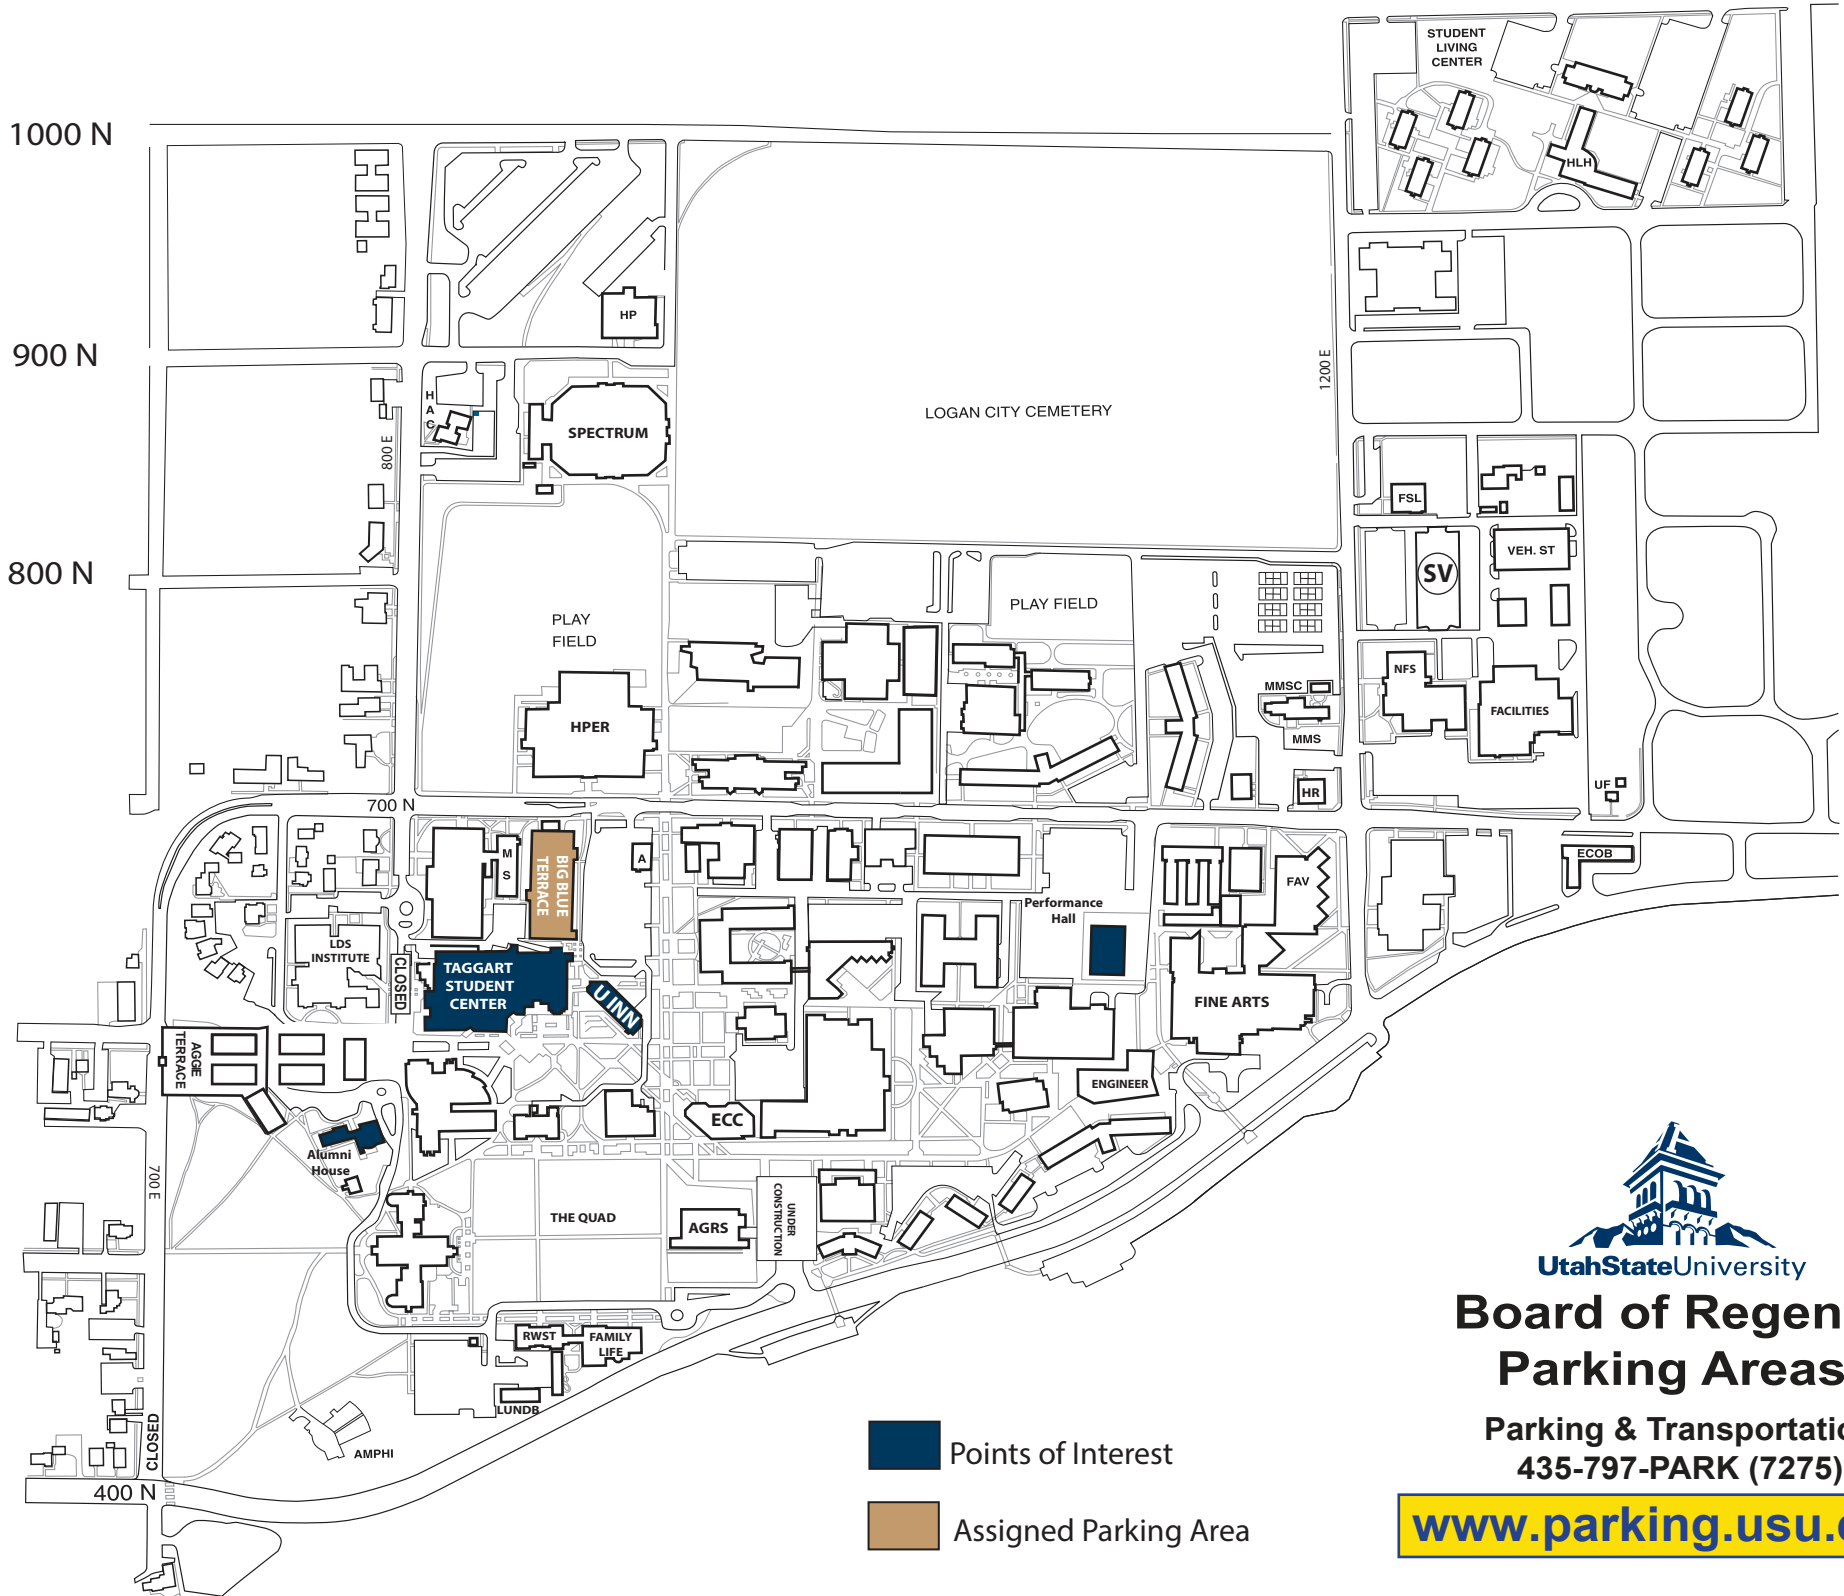 STUDENT
LIVING
CENTER
1000 N
HLH
HP
900 N
1200 E
H
A
C
SPECTRUM
LOGAN CITY CEMETERY
800 E
FSL
VEH. ST
800 N
SV
PLAY
FIELD
PLAY FIELD
NFS
MMSC
HPER
FACILITIES
MMS
UF
HR
700 N
M
S
BIG BLUE
TERRACE
A
ECOB
FAV
Performance
Hall
LDS
INSTITUTE
CLOSED
TAGGART
STUDENT
CENTER
U INN
FINE ARTS
AGGIE
TERRACE
ENGINEER
ECC
Alumni
House
700 E
THE QUAD
AGRS
UNDER
CONSTRUCTION
UtahStateUniversity
RWST
FAMILY
LIFE
LUNDB
Board of Regen
Parking Areas
CLOSED
AMPHI
Points of Interest
Parking & Transportatio
435-797-PARK (7275)
400 N
Assigned Parking Area
www.parking.usu.